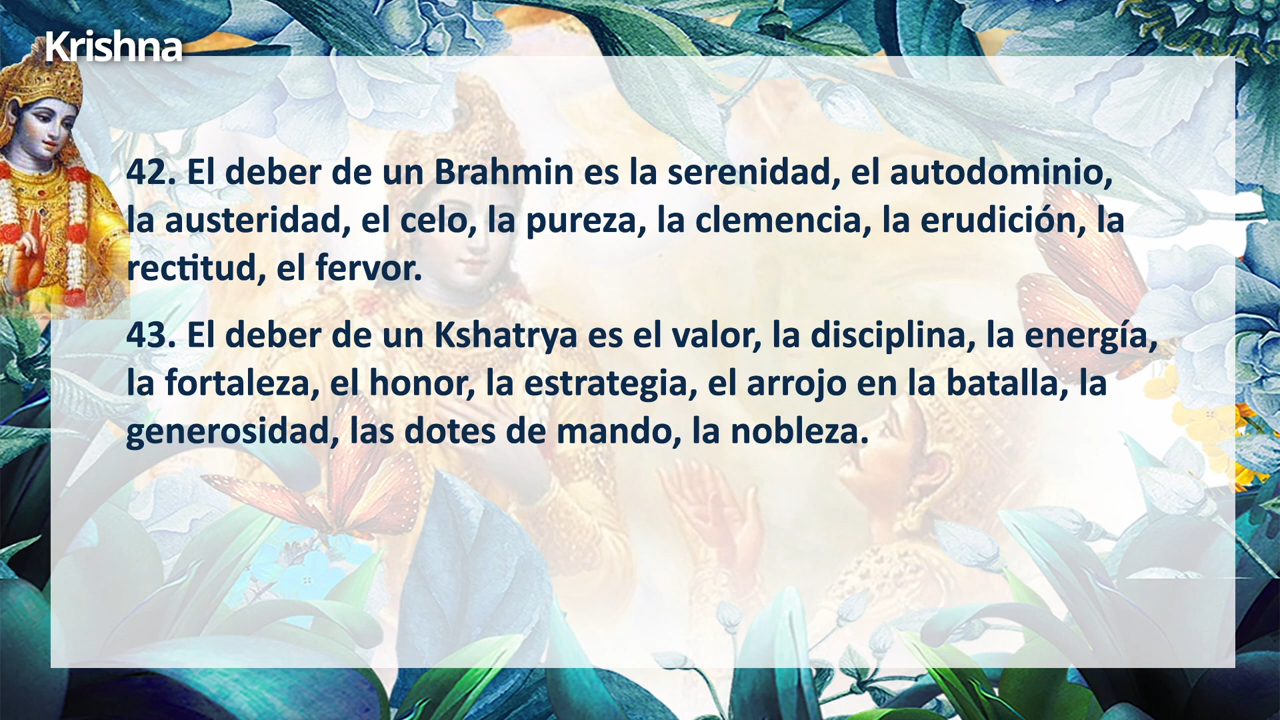 Krishna
42. El deber de un Brahmin es la serenidad, el autodominio,
la austeridad, el celo, la pureza, la clemencia, la erudición, la
rectitud, el fervor.
43. El deber de un Kshatrya es el valor, la disciplina, la energía,
la fortaleza, el honor, la estrategia, el arrojo en la batalla, la
generosidad, las dotes de mando, la nobleza.